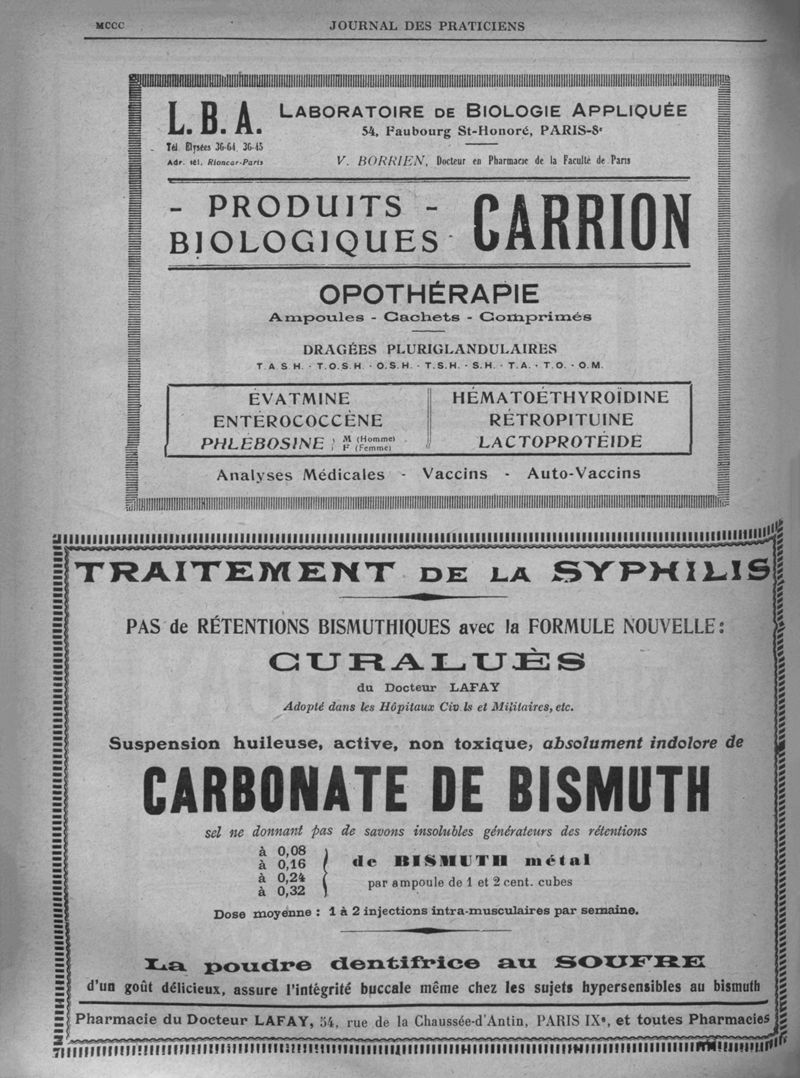 MCCC
JOURNAL DES PRATICIENS
L. B. A.
LABORATOIRE DE BIOLOGIE APPLIQUÉE
54, Faubourg St-Honoré, PARIS-8ᵉ
Tél. Élysées 36-64, 36-45
Adr. tél. Rioncar-Paris
V. BORRIEN, Docteur en Pharmacie de la Faculté de Paris
- PRODUITS -
BIOLOGIQUES
CARRION
OPOTHÉRAPIE
Ampoules - Cachets - Comprimés
DRAGÉES PLURIGLANDULAIRES
T.A.S.H. - T.O.S.H. - O.S.H. - T.S.H. - S.H. - T.A. - T.O. - O.M.
ÉVATMINE
ENTÉROCOCCÈNE
PHLÉBOSINE } M (Homme)
F (Femme)
HÉMATOÉTHYROÏDINE
RÉTROPITUINE
LACTOPROTÉIDE
Analyses Médicales - Vaccins - Auto-Vaccins
TRAITEMENT DE LA SYPHILIS
PAS de RÉTENTIONS BISMUTHIQUES avec la FORMULE NOUVELLE :
CURALUÈS
du Docteur LAFAY
Adopté dans les Hôpitaux Civ ls et Militaires, etc.
Suspension huileuse, active, non toxique, absolument indolore de
CARBONATE DE BISMUTH
sel ne donnant pas de savons insolubles générateurs des rétentions
à 0,08
à 0,16
à 0,24
à 0,32
de BISMUTH métal
par ampoule de 1 et 2 cent. cubes
Dose moyenne : 1 à 2 injections intra-musculaires par semaine.
La poudre dentifrice au SOUFRE
d'un goût délicieux, assure l'intégrité buccale même chez les sujets hypersensibles au bismuth
Pharmacie du Docteur LAFAY, 54, rue de la Chaussée-d'Antin, PARIS IXᵉ, et toutes Pharmacies